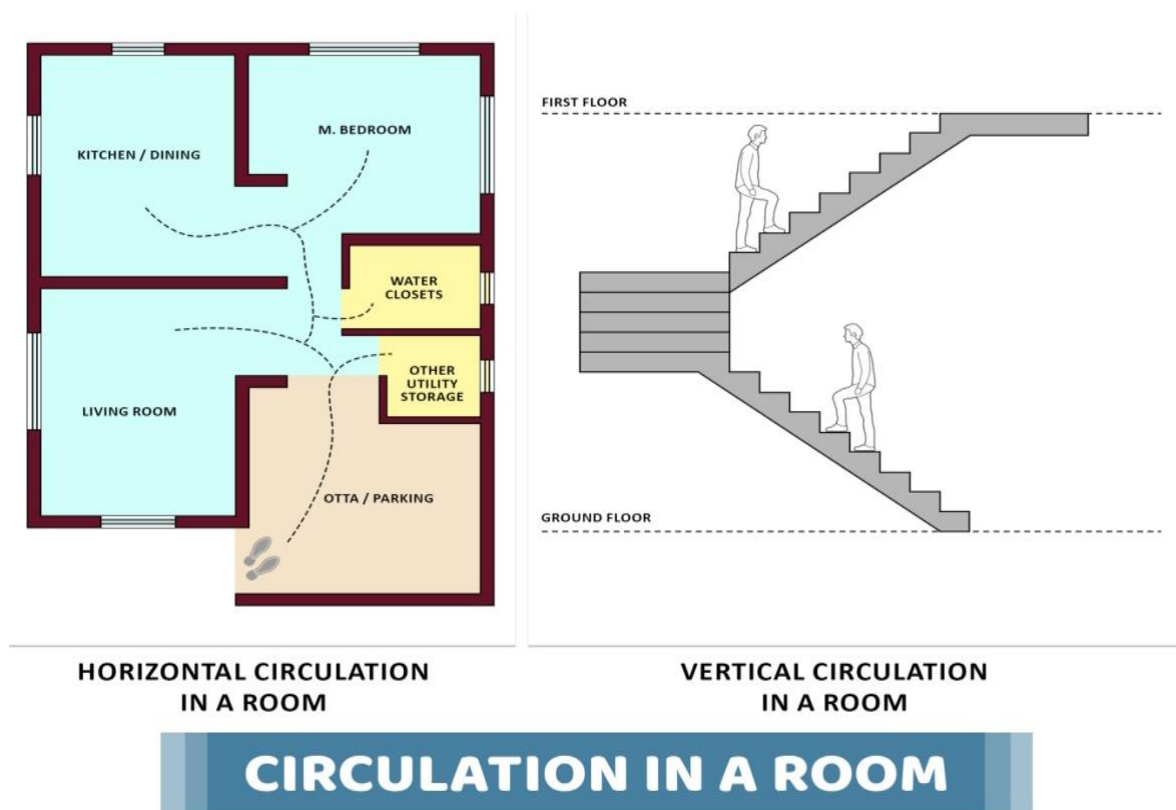 KITCHEN / DINING
M. BEDROOM
WATER
CLOSETS
OTHER
UTILITY
STORAGE
LIVING ROOM
OTTA / PARKING
HORIZONTAL CIRCULATION
IN A ROOM
FIRST FLOOR
GROUND FLOOR
VERTICAL CIRCULATION
IN A ROOM
CIRCULATION IN A ROOM